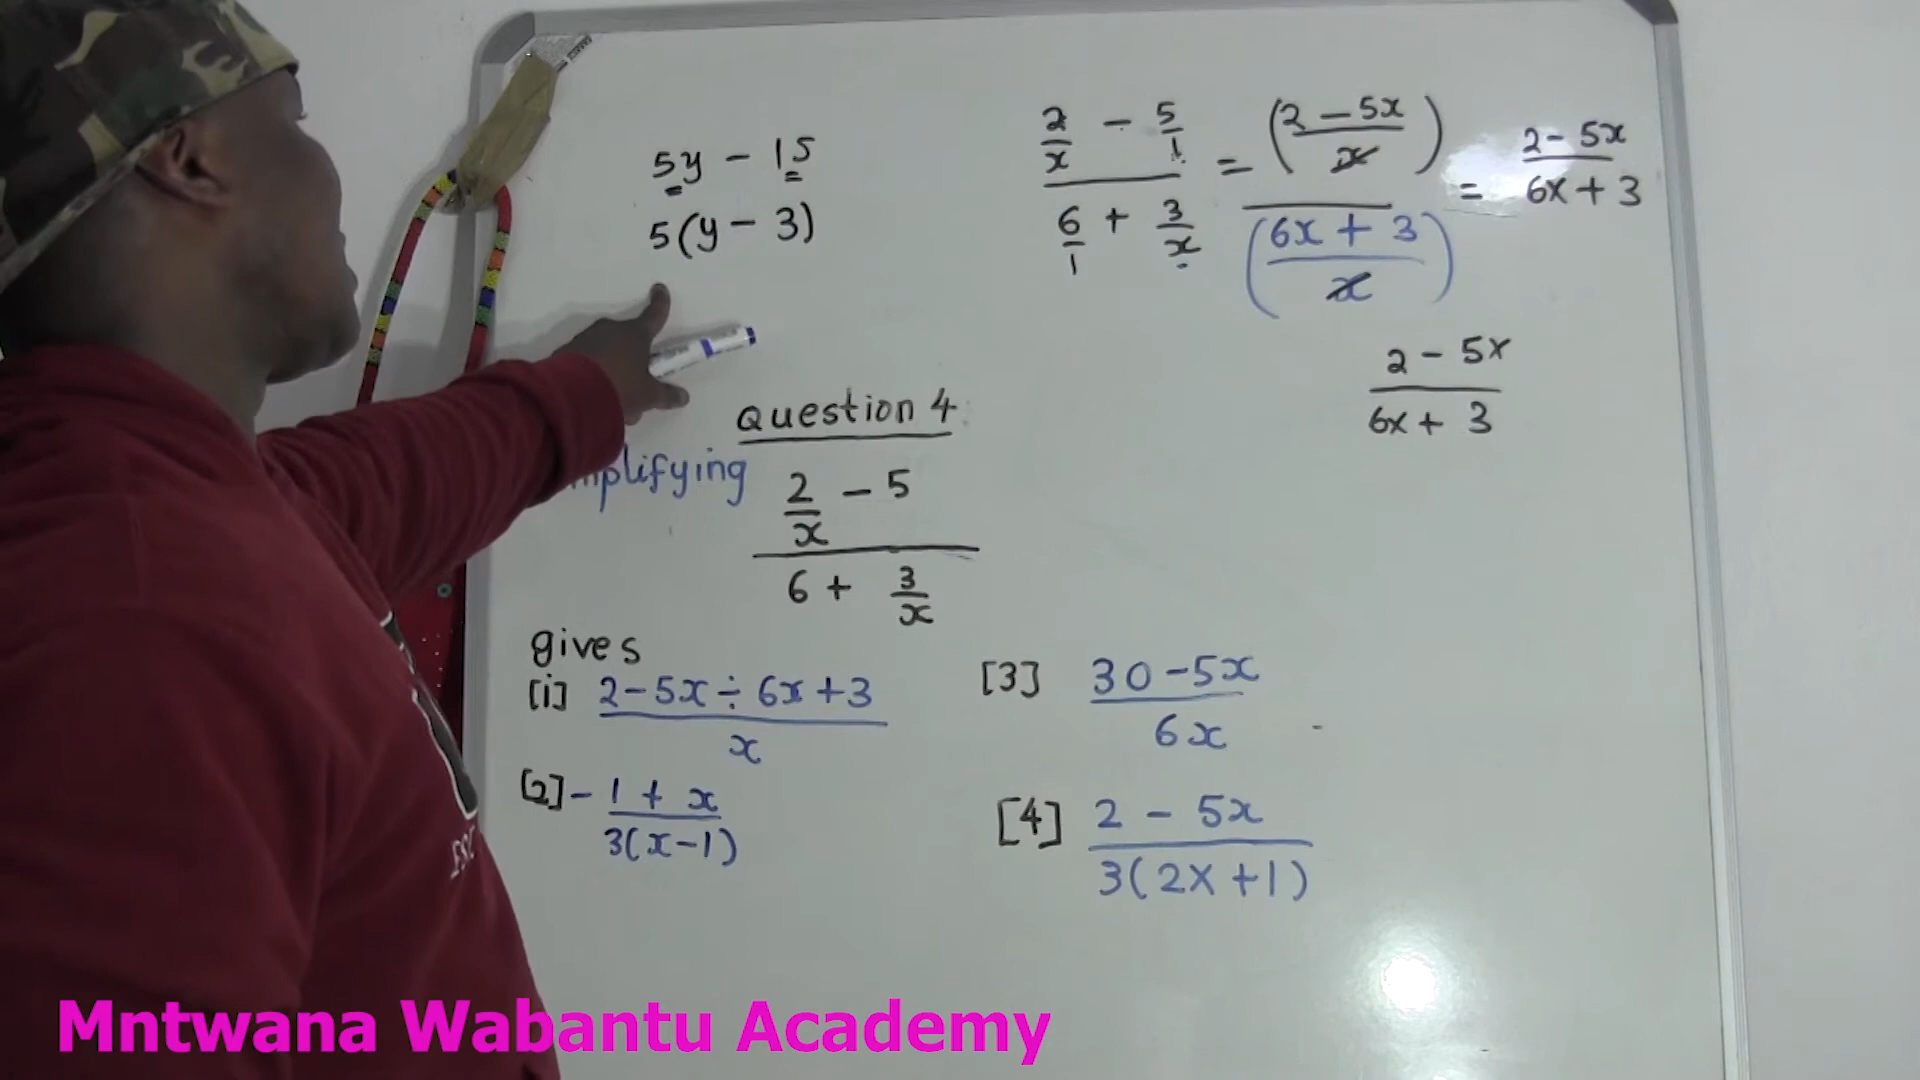 5y - 15
5(y - 3)
2/x - 5/1 / 6/1 + 3/x = (2 - 5x / x) / (6x + 3 / x) = 2 - 5x / 6x + 3
2 - 5x
6x + 3
Question 4
2/x - 5
6 + 3/x
gives
[1] 2 - 5x ÷ 6x + 3
x
[2] - 1 + x
3(x - 1)
[3] 30 - 5x
6x
[4] 2 - 5x
3(2x + 1)
Mntwana Wabantu Academy